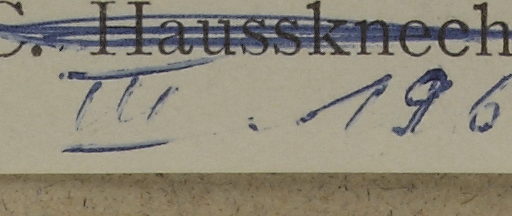 C. Haussknech
III . 196